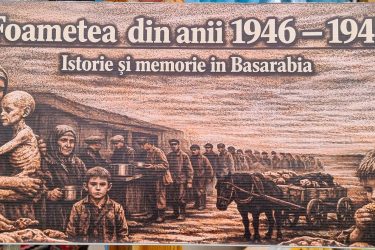 Foametea din anii 1946 – 194
Istorie și memorie în Basarabia